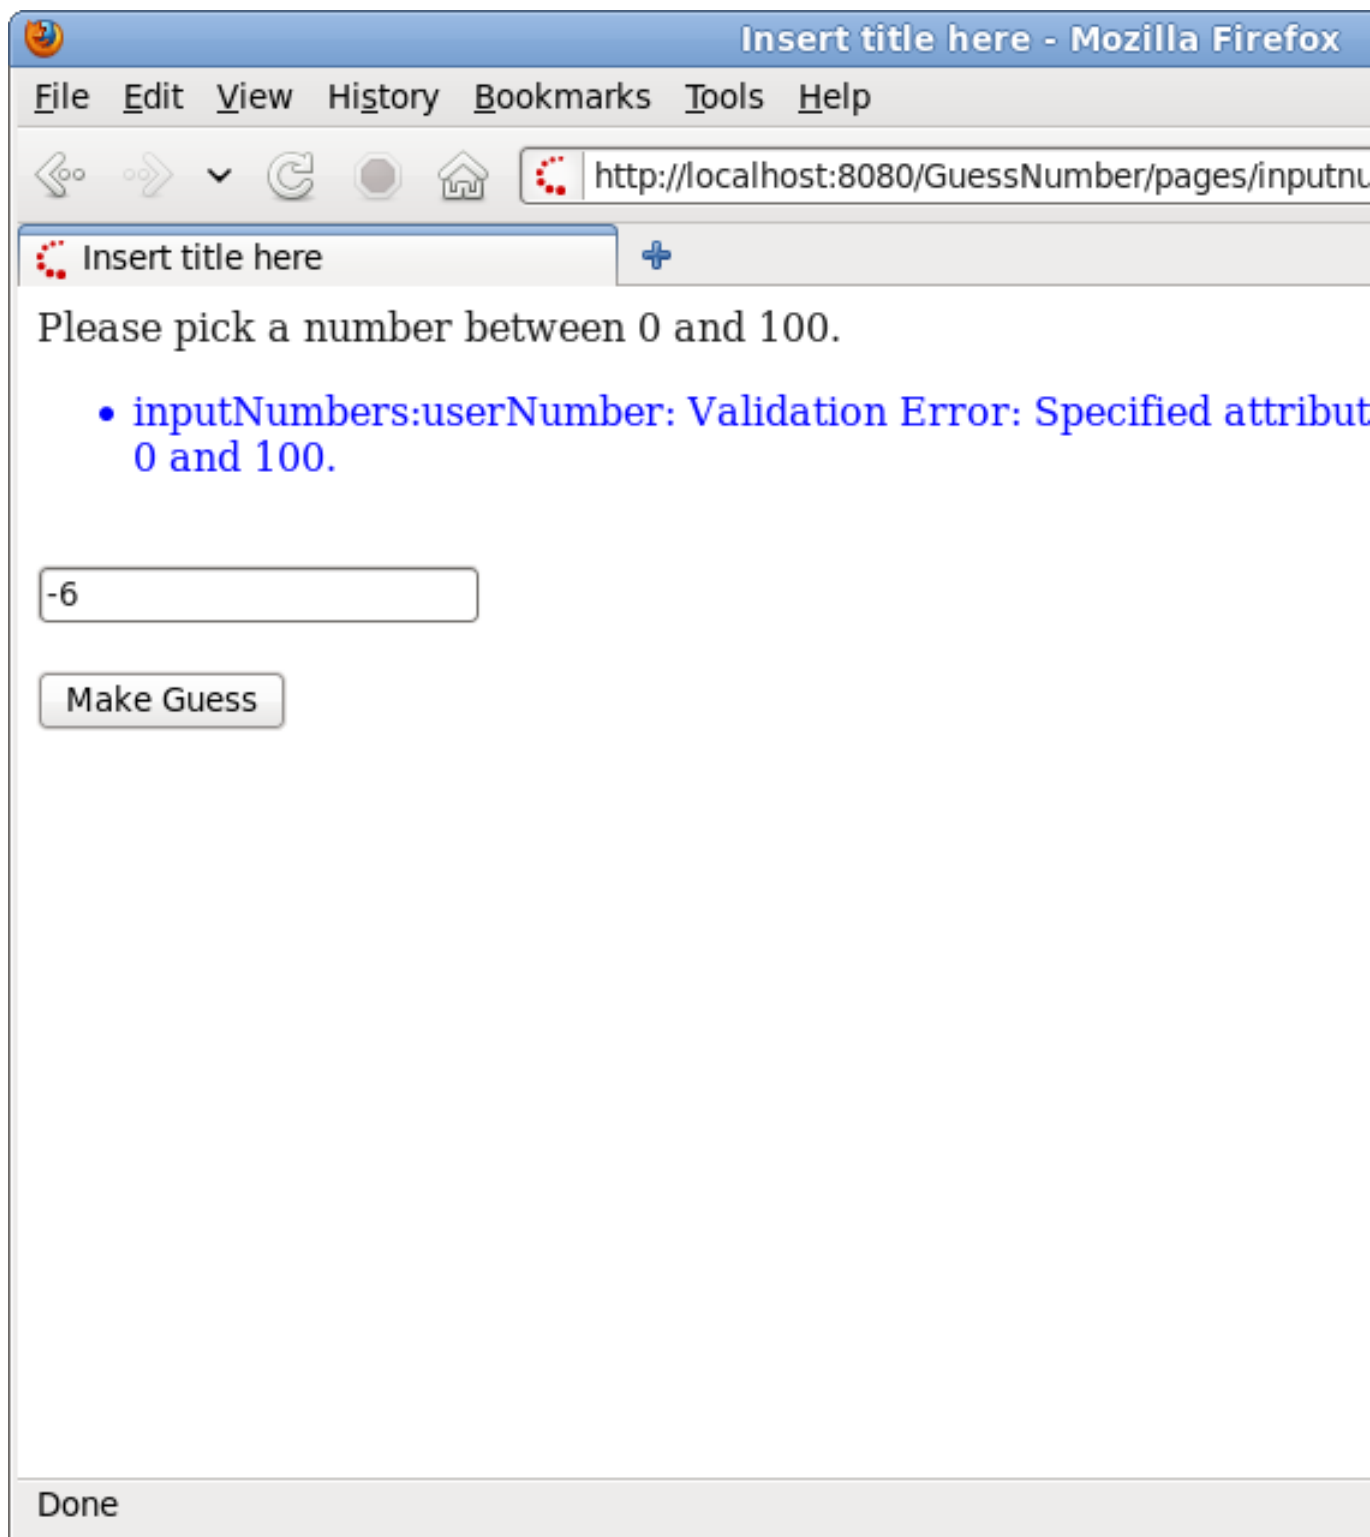 Insert title here - Mozilla Firefox
File Edit View History Bookmarks Tools Help
http://localhost:8080/GuessNumber/pages/inputnu
Insert title here
Please pick a number between 0 and 100.
• inputNumbers:userNumber: Validation Error: Specified attribut
0 and 100.
-6
Make Guess
Done